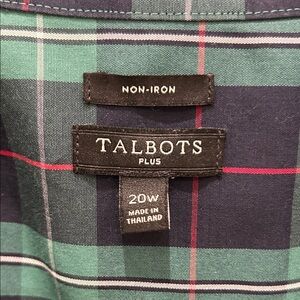 NON-IRON
TALBOTS
PLUS
20W
MADE IN
THAILAND